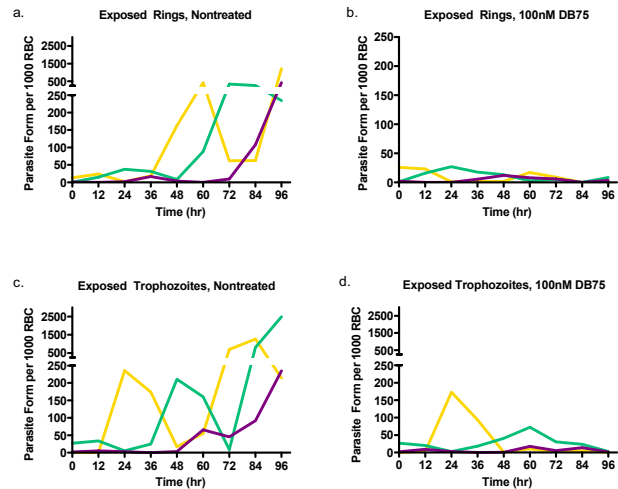 a.
Exposed Rings, Nontreated
Parasite Form per 1000 RBC
2500
1500
500
250
200
150
100
50
0
0 12 24 36 48 60 72 84 96
Time (hr)
b.
Exposed Rings, 100nM DB75
Parasite Form per 1000 RBC
250
200
150
100
50
0
0 12 24 36 48 60 72 84 96
Time (hr)
c.
Exposed Trophozoites, Nontreated
Parasite Form per 1000 RBC
2500
1500
500
250
200
150
100
50
0
0 12 24 36 48 60 72 84 96
Time (hr)
d.
Exposed Trophozoites, 100nM DB75
Parasite Form per 1000 RBC
2500
1500
500
250
200
150
100
50
0
0 12 24 36 48 60 72 84 96
Time (hr)